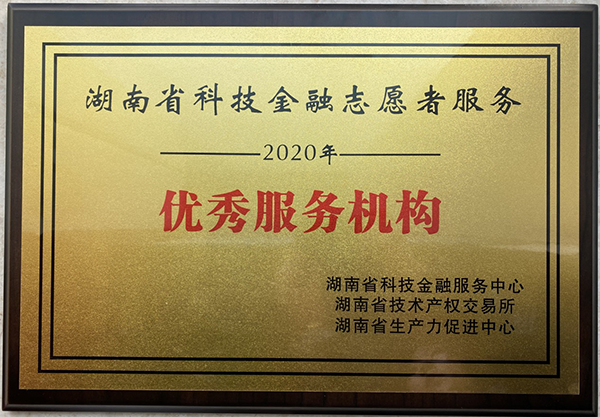 湖南省科技金融志愿者服务
2020年
优秀服务机构
湖南省科技金融服务中心
湖南省技术产权交易所
湖南省生产力促进中心